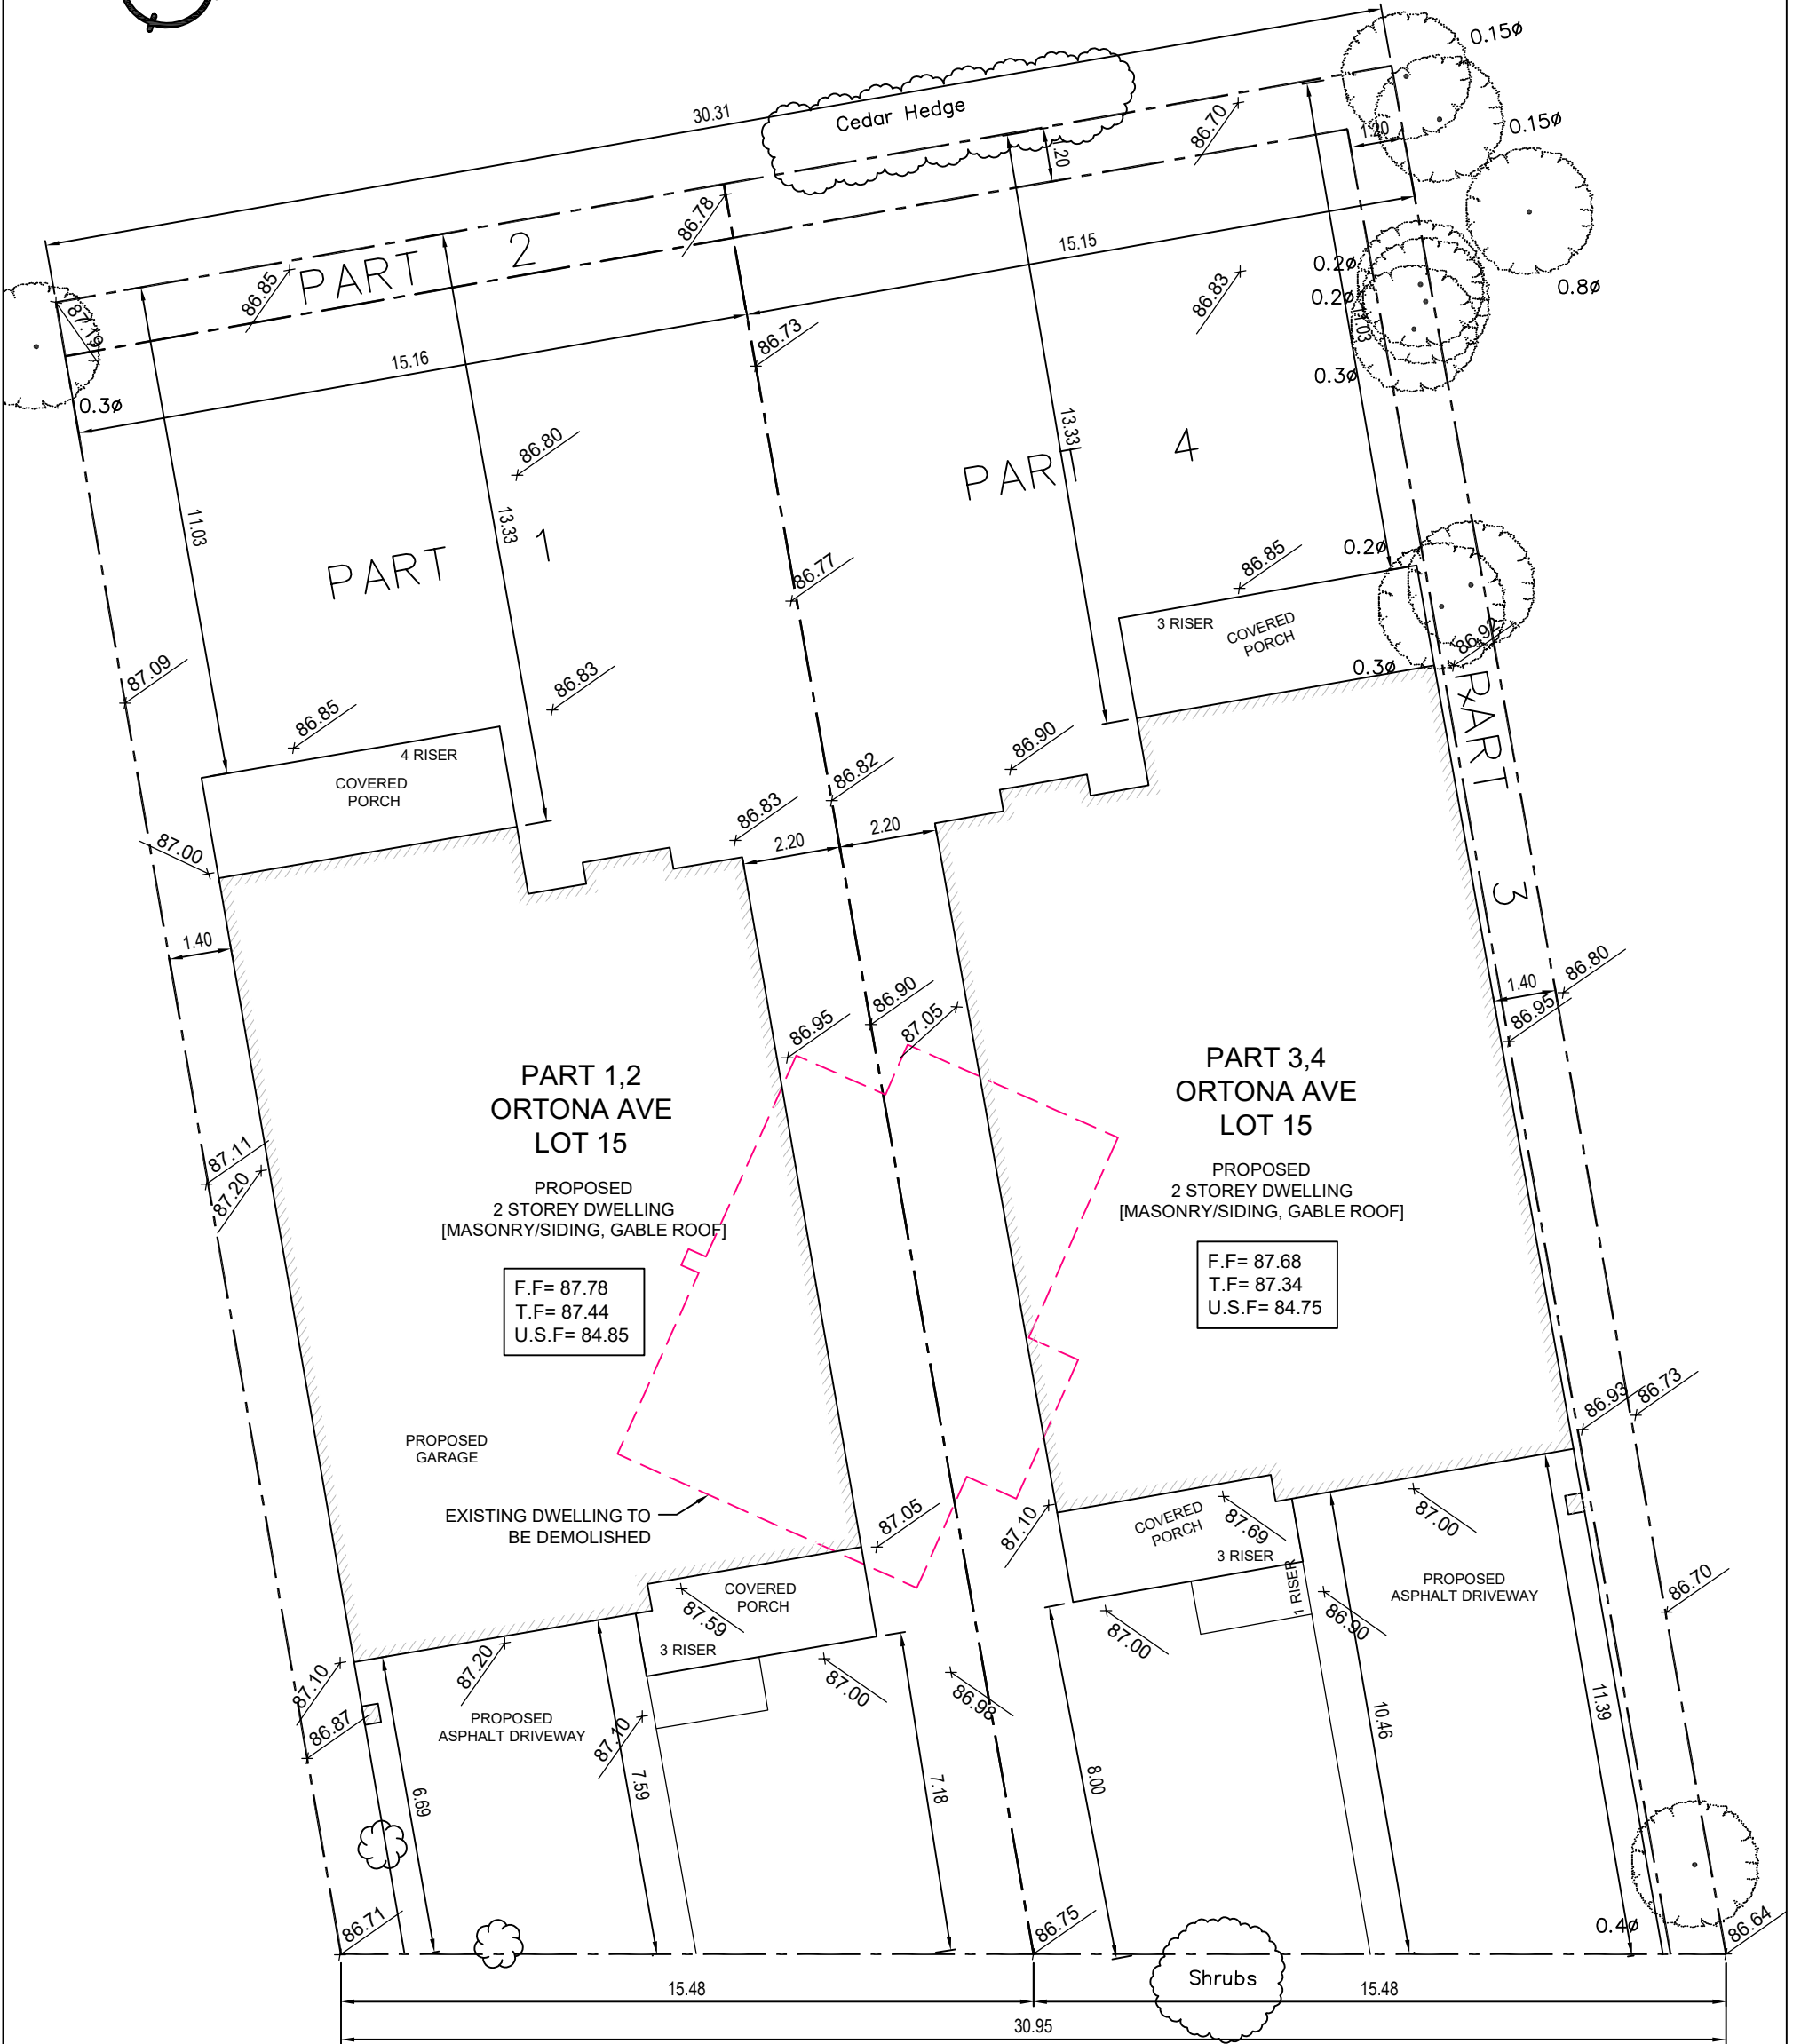 0.15ø
30.31
Cedar Hedge
86.70
1.20
0.15ø
.20
86.78
PART 2
15.15
0.2ø
86.85
86.83
0.8ø
0.2ø
87.19
86.73
1.03
15.16
0.3ø
0.3ø
13.33
86.80
PART 4
11.03
13.33
PART 1
86.77
86.85
0.2ø
3 RISER
COVERED
PORCH
86.92
0.3ø
87.09
86.83
PART 3
86.85
4 RISER
86.90
COVERED
PORCH
86.82
86.83
2.20
2.20
87.00
1.40
86.80
1.40
86.90
86.95
87.05
86.95
PART 1,2
ORTONA AVE
LOT 15
PROPOSED
2 STOREY DWELLING
[MASONRY/SIDING, GABLE ROOF]
F.F= 87.78
T.F= 87.44
U.S.F= 84.85
PART 3,4
ORTONA AVE
LOT 15
PROPOSED
2 STOREY DWELLING
[MASONRY/SIDING, GABLE ROOF]
F.F= 87.68
T.F= 87.34
U.S.F= 84.75
87.11
87.20
86.93
86.73
PROPOSED
GARAGE
EXISTING DWELLING TO
BE DEMOLISHED
87.05
87.10
COVERED
PORCH
87.69
3 RISER
1 RISER
87.00
PROPOSED
ASPHALT DRIVEWAY
86.70
COVERED
PORCH
87.59
3 RISER
86.90
87.00
87.20
87.10
87.00
86.98
86.87
PROPOSED
ASPHALT DRIVEWAY
87.10
10.46
11.39
6.69
7.59
7.18
8.00
86.71
86.75
0.4ø
86.64
Shrubs
15.48
15.48
30.95